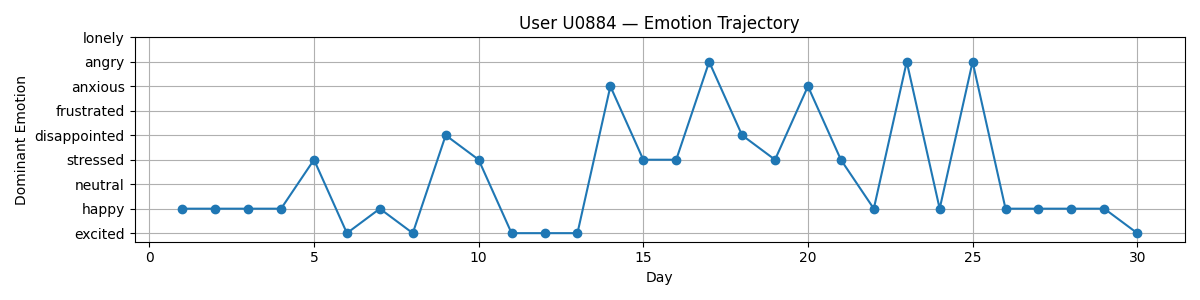 User U0884 — Emotion Trajectory
Dominant Emotion
lonely
angry
anxious
frustrated
disappointed
stressed
neutral
happy
excited
0 5 10 15 20 25 30
Day